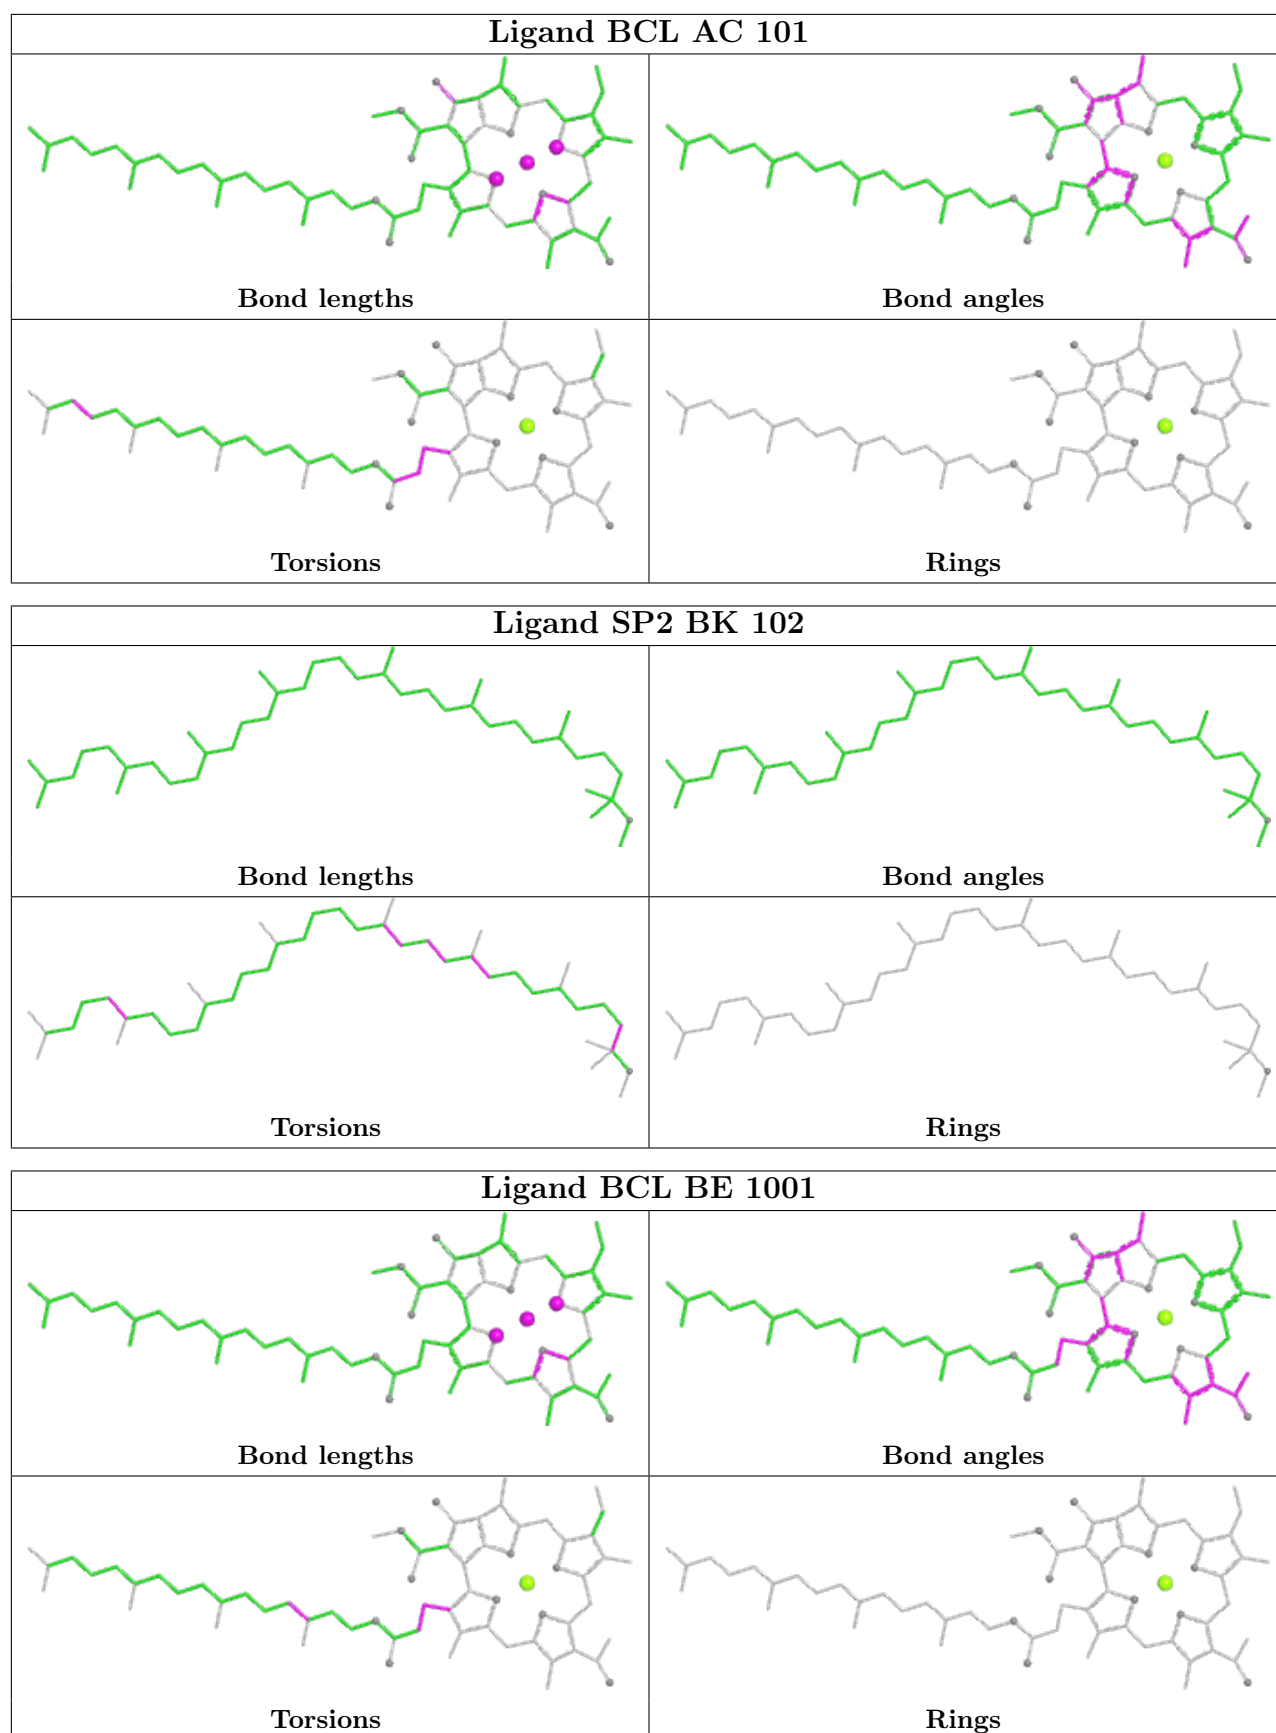 Ligand BCL AC 101
Bond lengths
Bond angles
Torsions
Rings
Ligand SP2 BK 102
Bond lengths
Bond angles
Torsions
Rings
Ligand BCL BE 1001
Bond lengths
Bond angles
Torsions
Rings